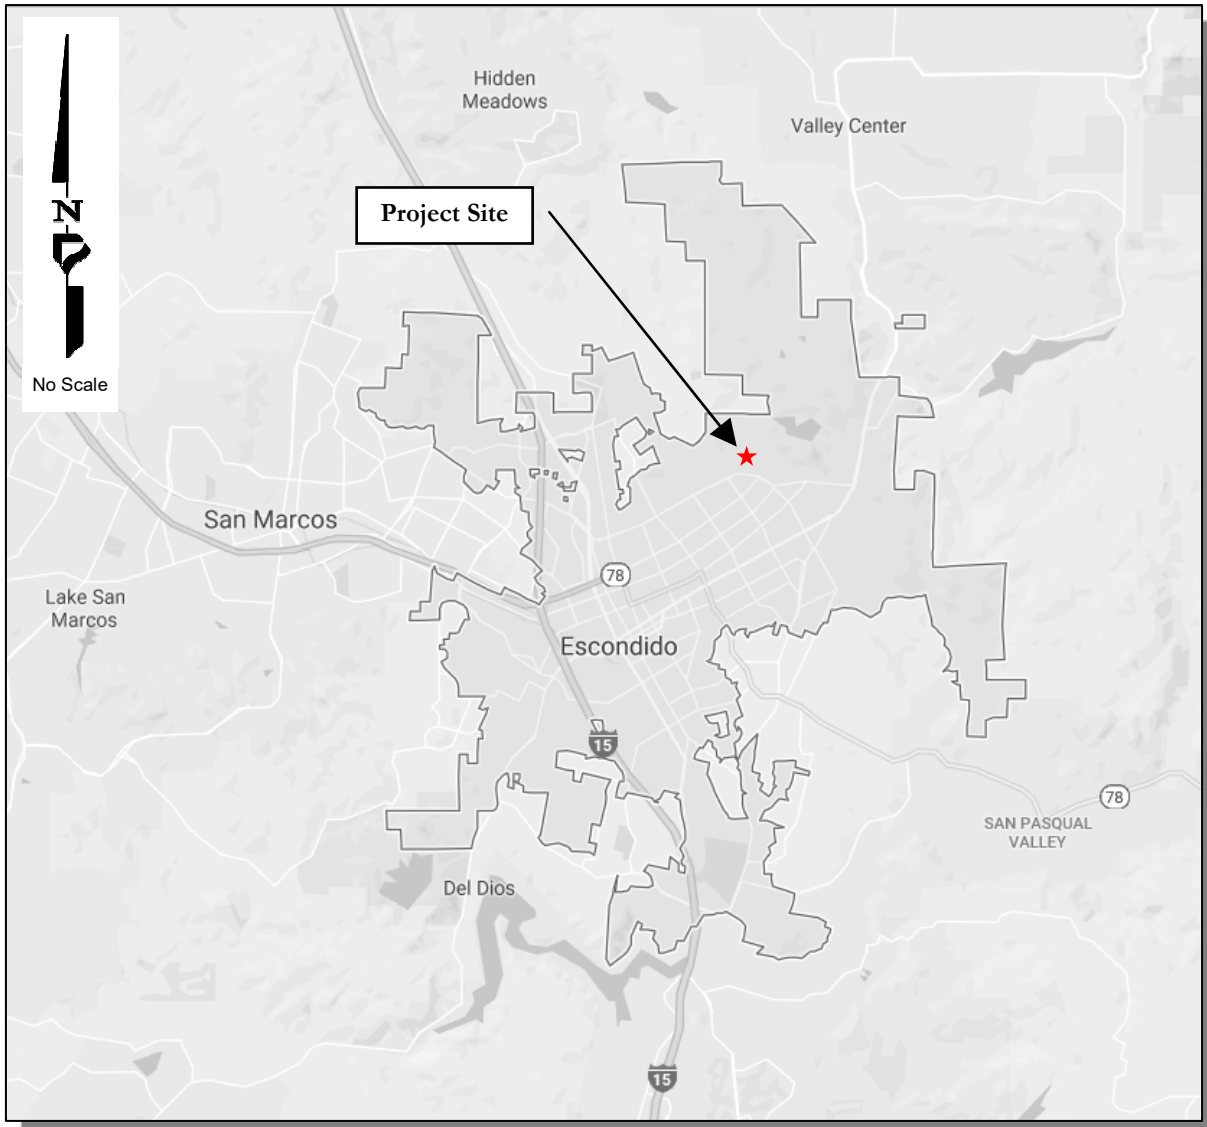 Hidden
Meadows
Valley Center
N
Project Site
No Scale
San Marcos
78
Lake San
Marcos
Escondido
15
78
SAN PASQUAL
VALLEY
Del Dios
15